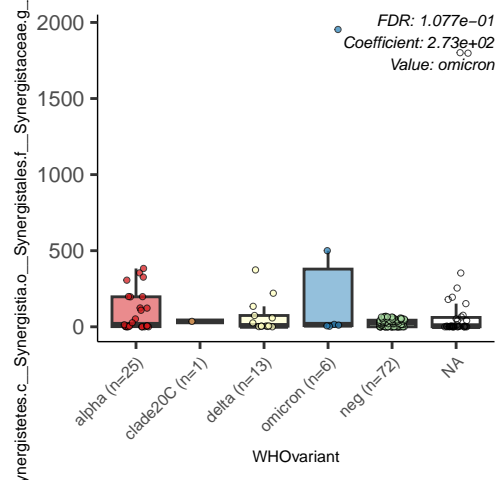 FDR: 1.077e−01
Coefficient: 2.73e+02
Value: omicron
2000
1500
1000
500
0
ynergistetes.c__Synergistia.o__Synergistales.f__Synergistaceae.g_
alpha (n=25)
clade20C (n=1)
delta (n=13)
omicron (n=6)
neg (n=72)
NA
WHOvariant